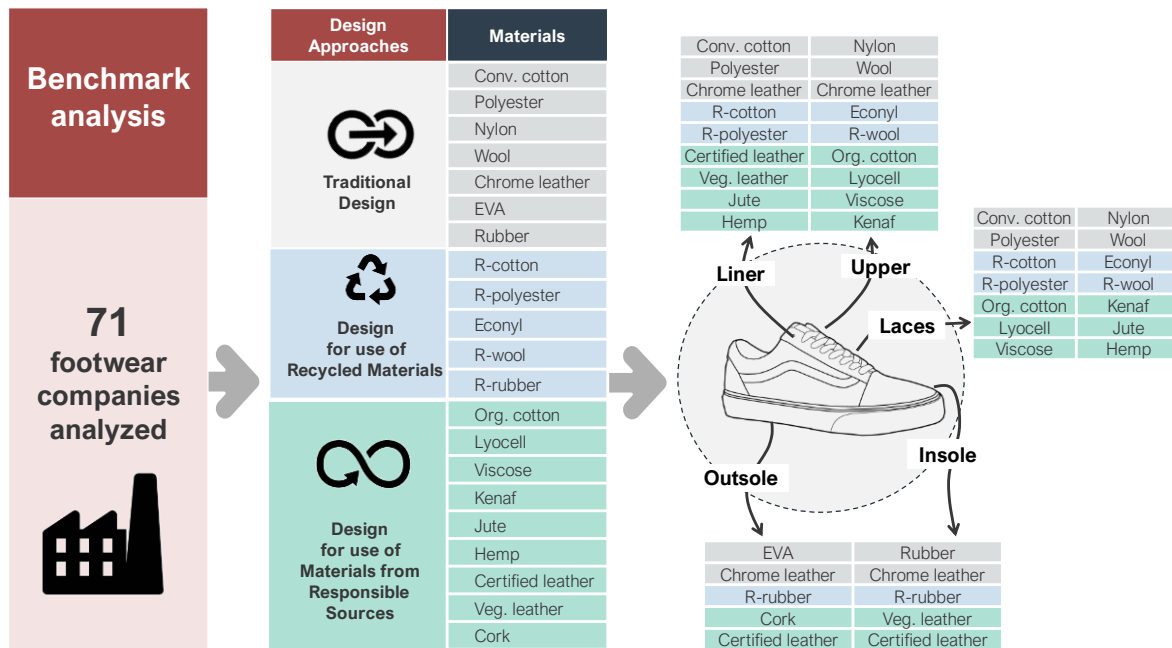 Benchmark
analysis
71
footwear
companies
analyzed
Design
Approaches
Materials
Traditional
Design
Conv. cotton
Polyester
Nylon
Wool
Chrome leather
EVA
Rubber
Design
for use of
Recycled Materials
R-cotton
R-polyester
Econyl
R-wool
R-rubber
Design
for use of
Materials from
Responsible
Sources
Org. cotton
Lyocell
Viscose
Kenaf
Jute
Hemp
Certified leather
Veg. leather
Cork
Conv. cotton Nylon
Polyester Wool
Chrome leather Chrome leather
R-cotton Econyl
R-polyester R-wool
Certified leather Org. cotton
Veg. leather Lyocell
Jute Viscose
Hemp Kenaf
Liner
Upper
Laces
Conv. cotton Nylon
Polyester Wool
R-cotton Econyl
R-polyester R-wool
Org. cotton Kenaf
Lyocell Jute
Viscose Hemp
Outsole
Insole
EVA Rubber
Chrome leather Chrome leather
R-rubber R-rubber
Cork Veg. leather
Certified leather Certified leather